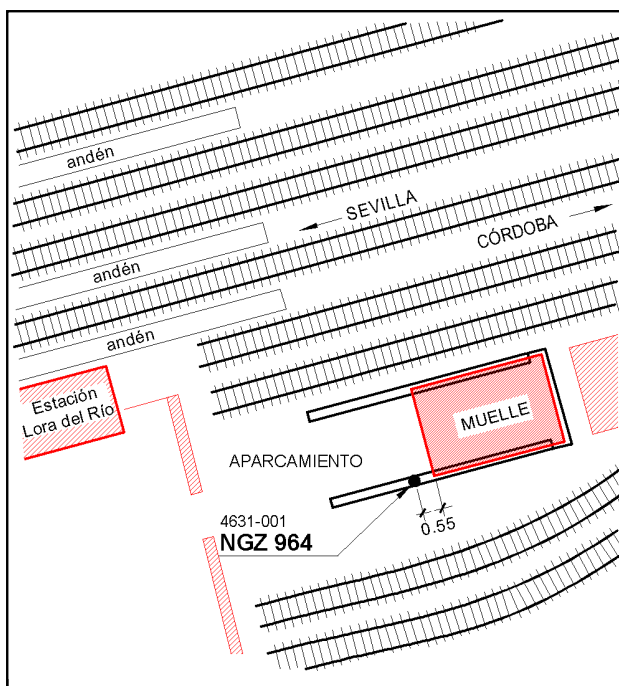 andén
SEVILLA
CÓRDOBA
andén
andén
Estación
Lora del Río
MUELLE
APARCAMIENTO
4631-001
NGZ 964
0.55